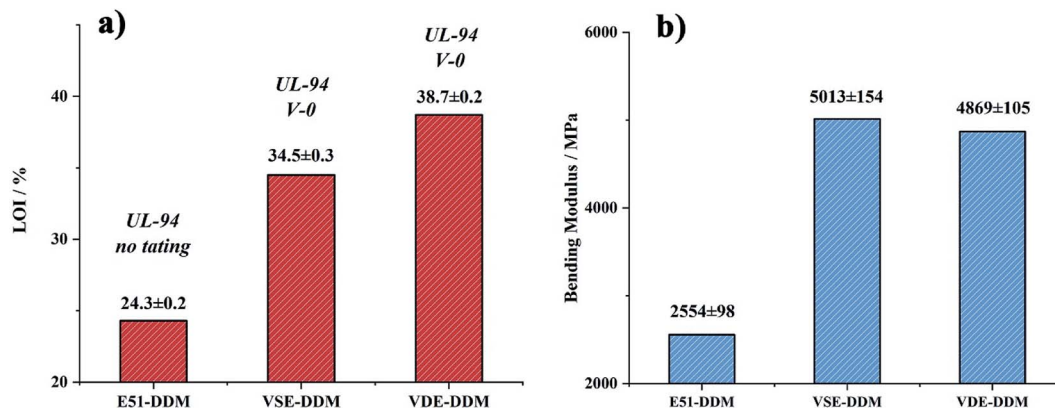 a)
LOI / %
40
30
20
UL-94
no tating
24.3±0.2
UL-94
V-0
34.5±0.3
UL-94
V-0
38.7±0.2
E51-DDM
VSE-DDM
VDE-DDM
b)
Bending Modulus / MPa
6000
4000
2000
2554±98
5013±154
4869±105
E51-DDM
VSE-DDM
VDE-DDM